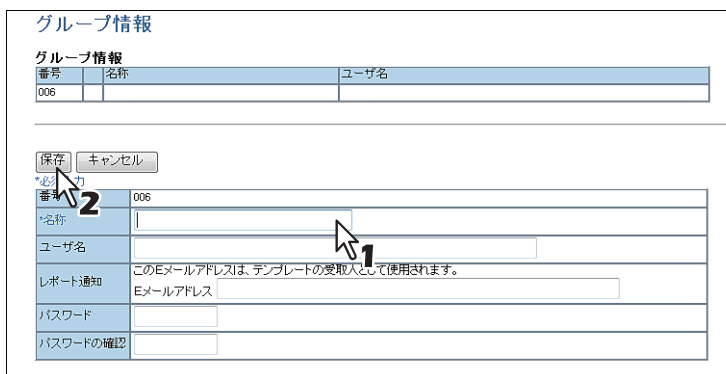 グループ情報
グループ情報
番号 名称 ユーザ名
006
保存 キャンセル
*必 力
番号 006
*名称
1
2
ユーザ名
レポート通知 このEメールアドレスは、テンプレートの受取人として使用されます。
Eメールアドレス
パスワード
パスワードの確認